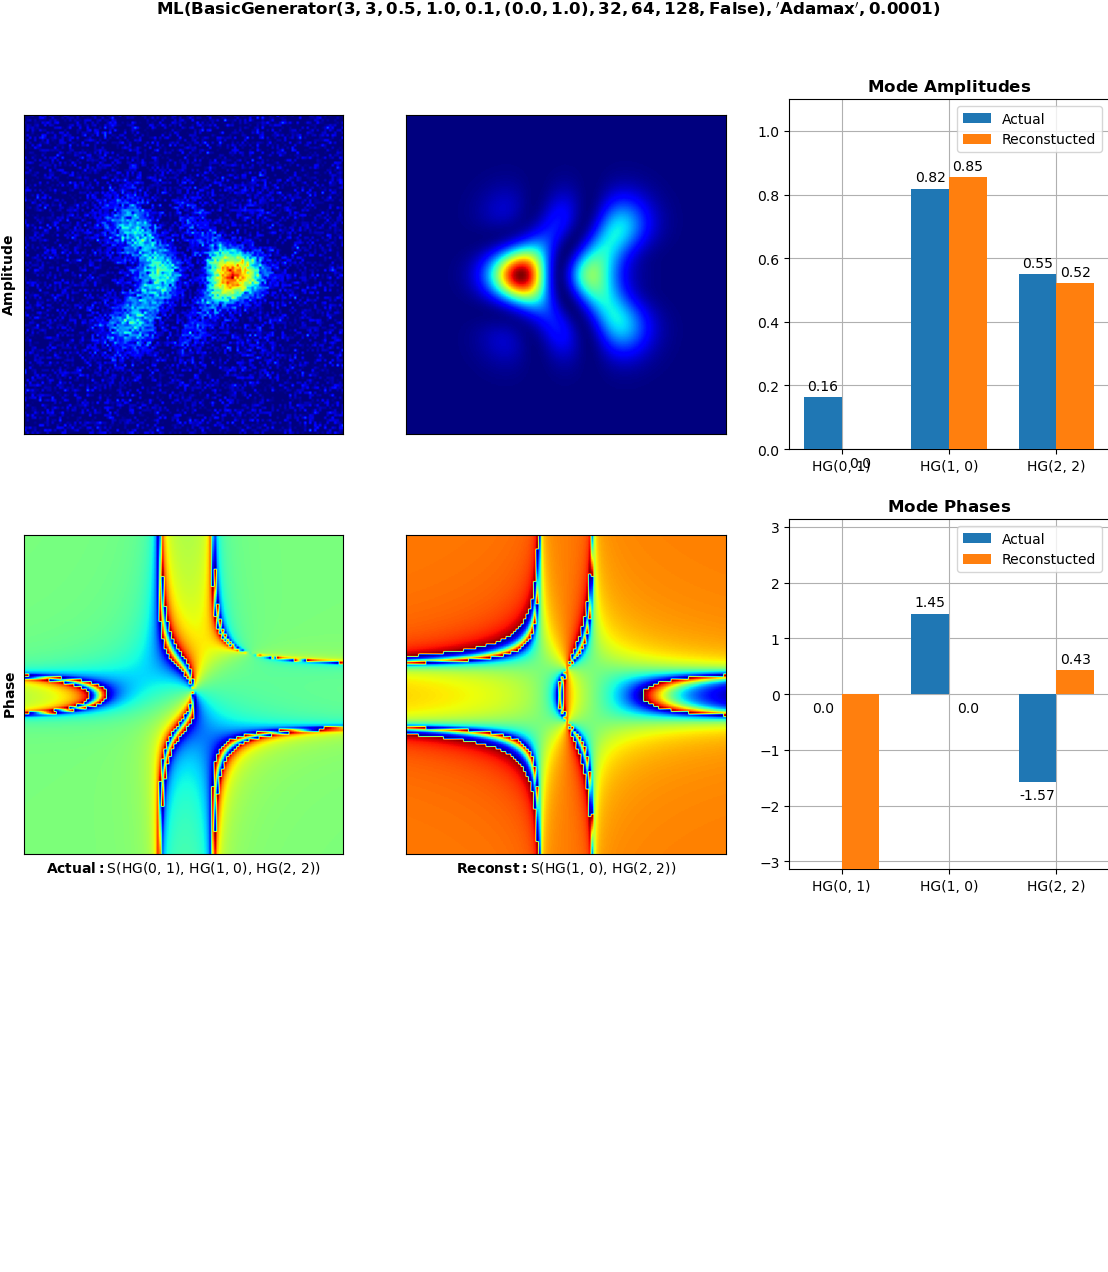 ML(BasicGenerator(3, 3, 0.5, 1.0, 0.1, (0.0, 1.0), 32, 64, 128, False), ′Adamax′, 0.0001)
Amplitude
Mode Amplitudes
Actual
Reconstucted
1.0
0.8
0.6
0.4
0.2
0.0
0.16
0.0
0.82
0.85
0.55
0.52
HG(0, 1)
HG(1, 0)
HG(2, 2)
Phase
Actual: S(HG(0, 1), HG(1, 0), HG(2, 2))
Reconst: S(HG(1, 0), HG(2, 2))
Mode Phases
Actual
Reconstucted
3
2
1
0
−1
−2
−3
0.0
1.45
0.0
-1.57
0.43
HG(0, 1)
HG(1, 0)
HG(2, 2)